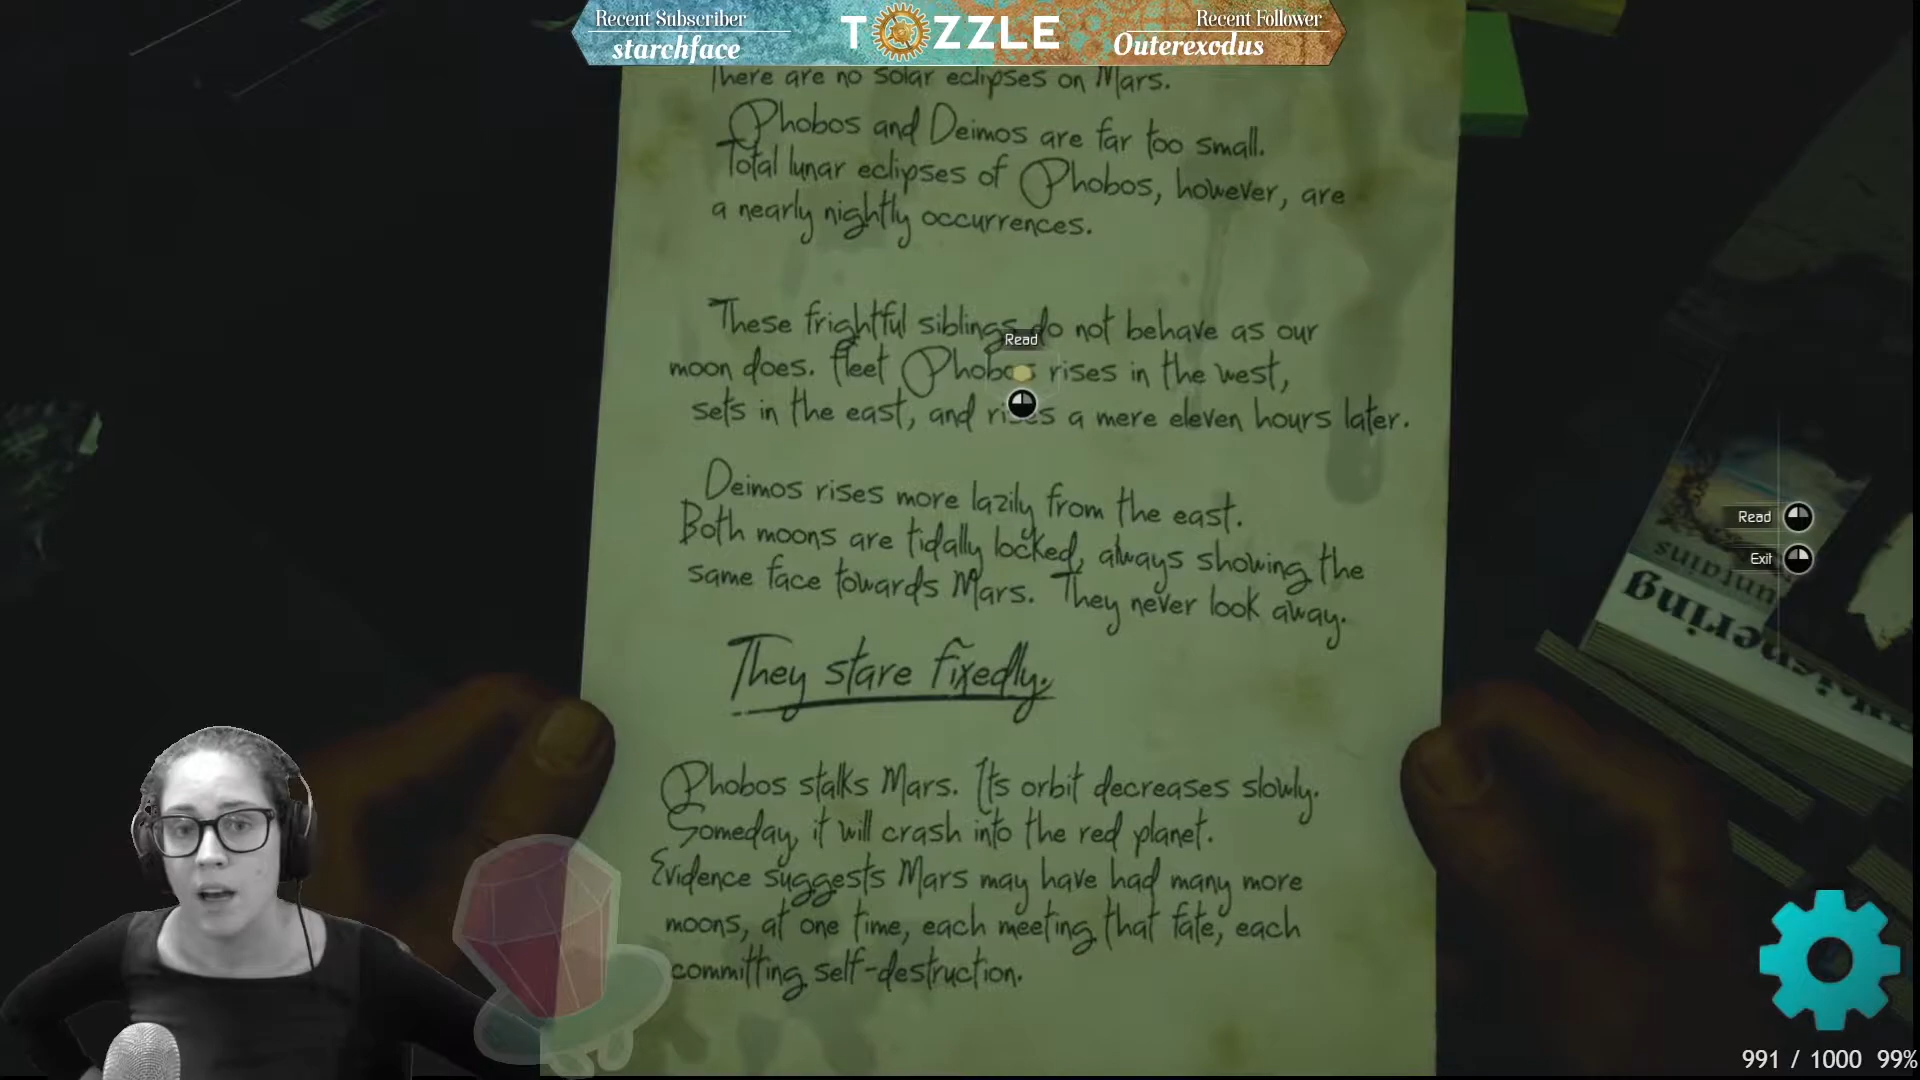 Recent Subscriber
starchface
TOZZLE
Recent Follower
Outerexodus
There are no solar eclipses on Mars.
Phobos and Deimos are far too small.
Total lunar eclipses of Phobos, however, are
a nearly nightly occurrences.
These frightful siblings do not behave as our
moon does. fleet Phobos rises in the west,
sets in the east, and rises a mere eleven hours later.
Read
Deimos rises more lazily from the east.
Both moons are tidally locked, always showing the
same face towards Mars. They never look away.
They stare fixedly.
Phobos stalks Mars. Its orbit decreases slowly.
Someday, it will crash into the red planet.
Evidence suggests Mars may have had many more
moons, at one time, each meeting that fate, each
committing self-destruction.
Read
Exit
991 / 1000 99%